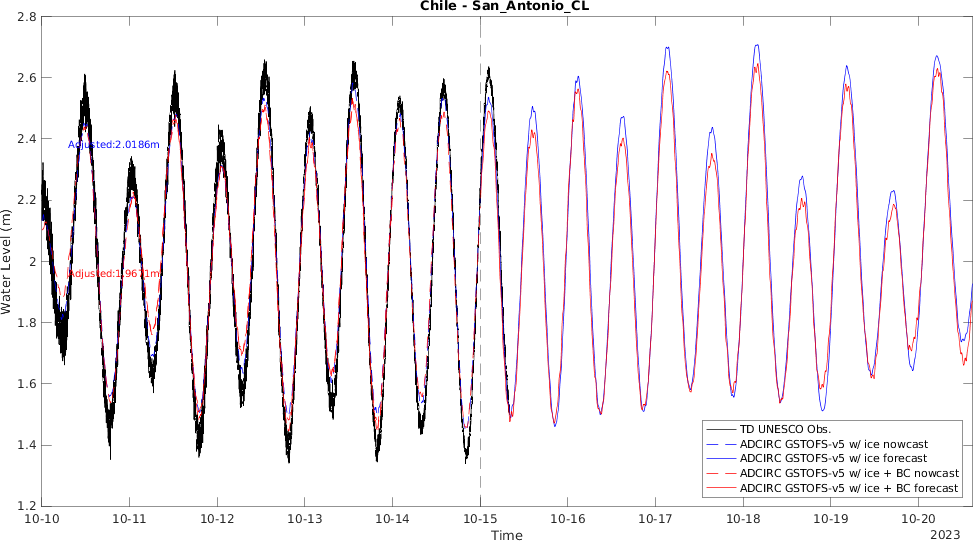 Chile - San_Antonio_CL
2.8
2.6
2.4
2.2
2
1.8
1.6
1.4
1.2
Water Level (m)
Adjusted:2.0186m
Adjusted:1.9671m
TD UNESCO Obs.
ADCIRC GSTOFS-v5 w/ ice nowcast
ADCIRC GSTOFS-v5 w/ ice forecast
ADCIRC GSTOFS-v5 w/ ice + BC nowcast
ADCIRC GSTOFS-v5 w/ ice + BC forecast
10-10 10-11 10-12 10-13 10-14 10-15 10-16 10-17 10-18 10-19 10-20
Time
2023